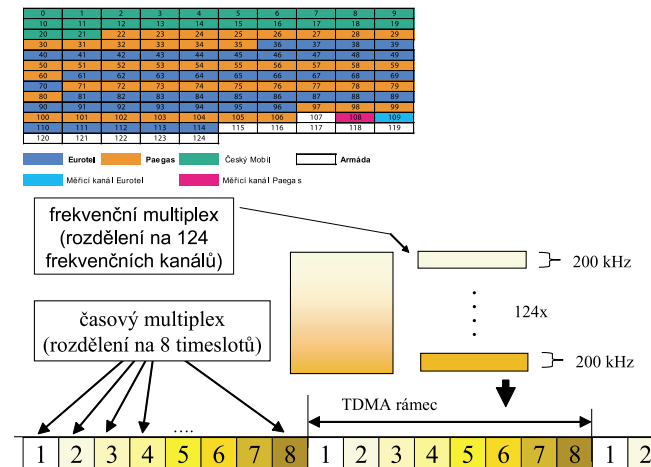 0 1 2 3 4 5 6 7 8 9
10 11 12 13 14 15 16 17 18 19
20 21 22 23 24 25 26 27 28 29
30 31 32 33 34 35 36 37 38 39
40 41 42 43 44 45 46 47 48 49
50 51 52 53 54 55 56 57 58 59
60 61 62 63 64 65 66 67 68 69
70 71 72 73 74 75 76 77 78 79
80 81 82 83 84 85 86 87 88 89
90 91 92 93 94 95 96 97 98 99
100 101 102 103 104 105 106 107 108 109
110 111 112 113 114 115 116 117 118 119
120 121 122 123 124
Eurotel Paegas Český Mobil Armáda
Měřicí kanál Eurotel Měřicí kanál Paegas
frekvenční multiplex
(rozdělení na 124
frekvenčních kanálů)
200 kHz
124x
200 kHz
časový multiplex
(rozdělení na 8 timeslotů)
....
TDMA rámec
1 2 3 4 5 6 7 8 1 2 3 4 5 6 7 8 1 2